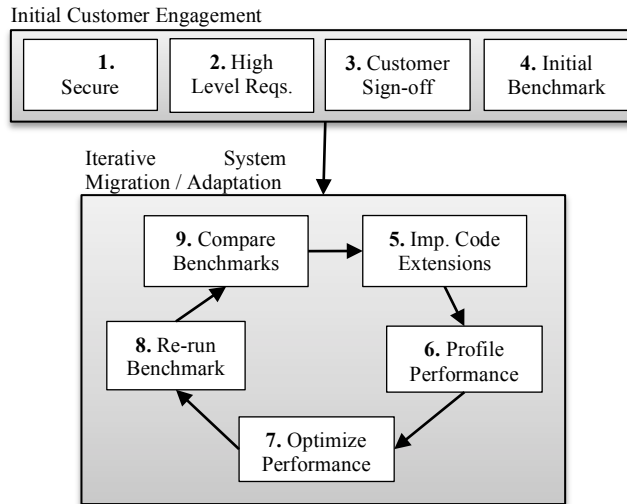 Initial Customer Engagement
1.
Secure
2. High
Level Reqs.
3. Customer
Sign-off
4. Initial
Benchmark
Iterative System
Migration / Adaptation
9. Compare
Benchmarks
5. Imp. Code
Extensions
8. Re-run
Benchmark
6. Profile
Performance
7. Optimize
Performance